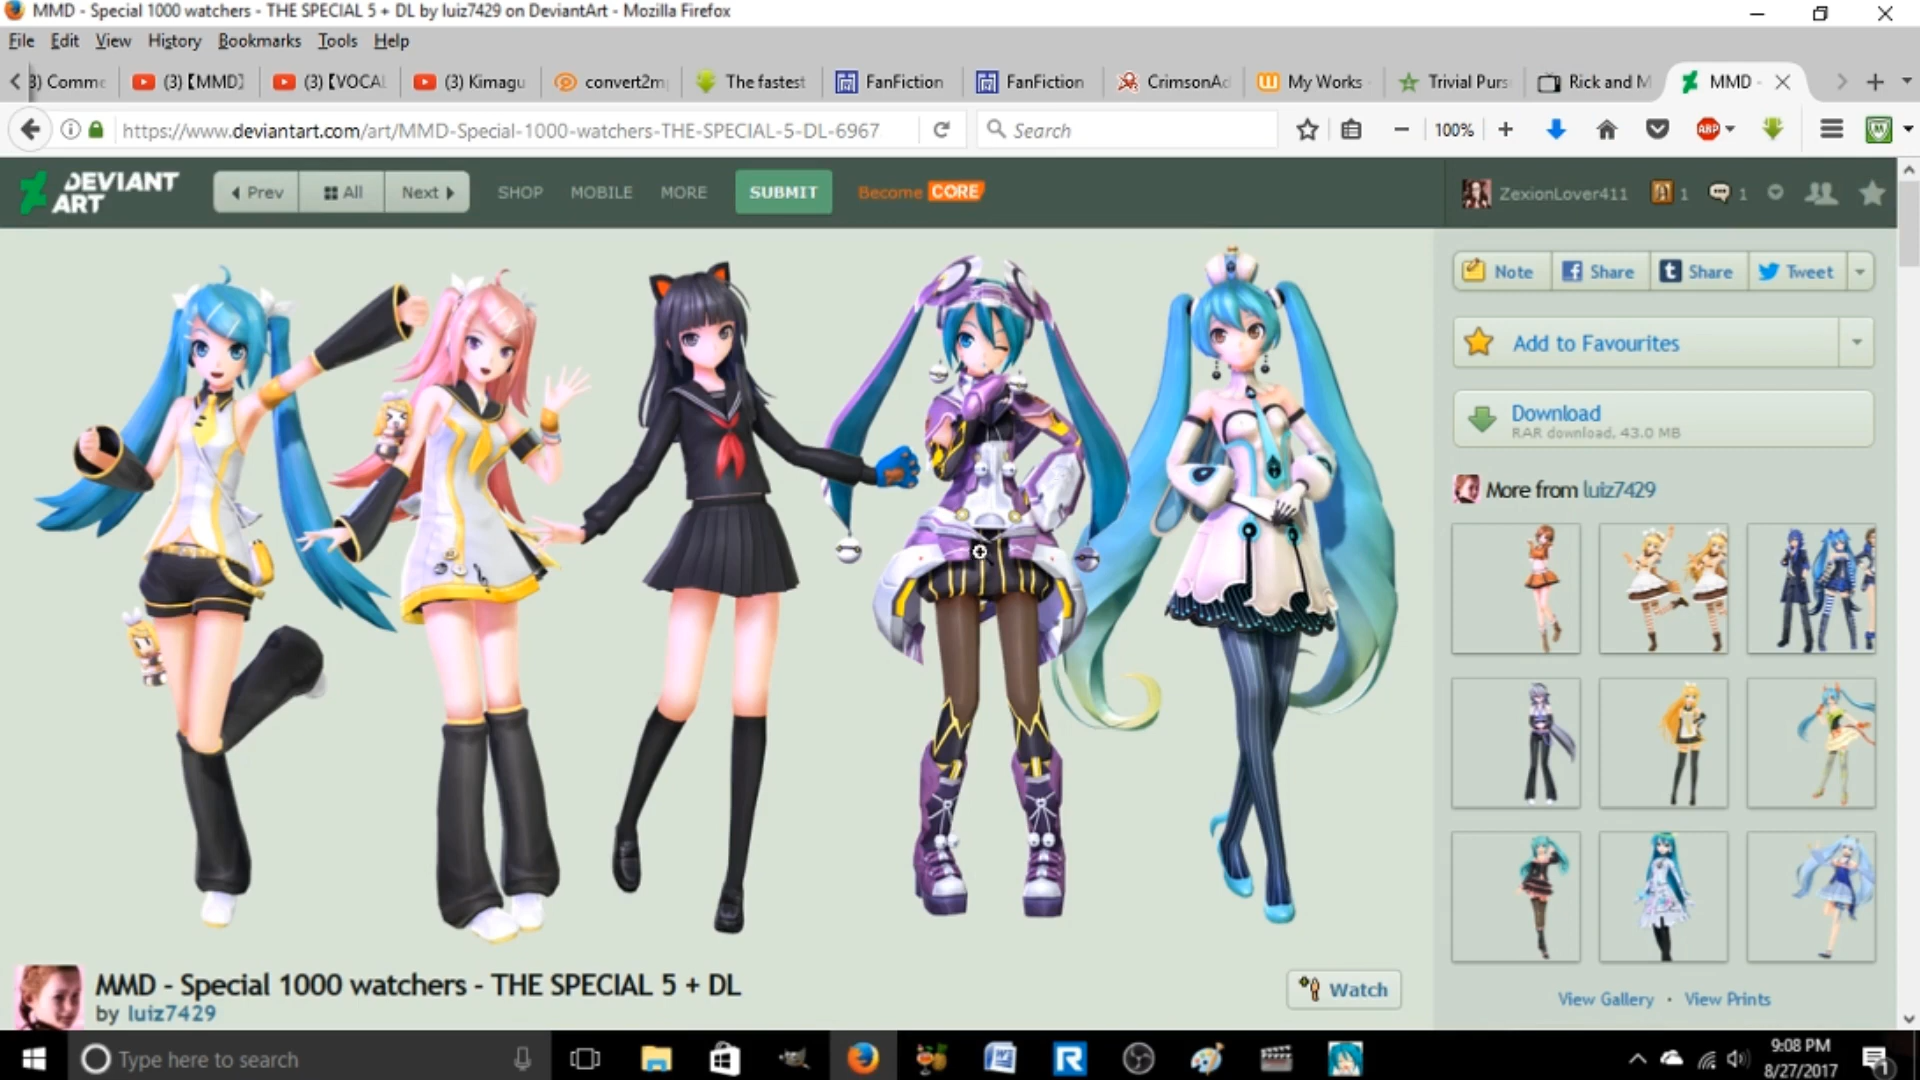 MMD - Special 1000 watchers - THE SPECIAL 5 + DL by luiz7429 on DeviantArt - Mozilla Firefox
File Edit View History Bookmarks Tools Help
3) Comme (3)【MMD】 (3)【VOCAL (3) Kimagu convert2m The fastest FanFiction FanFiction CrimsonAd My Works Trivial Purs Rick and M MMD -
https://www.deviantart.com/art/MMD-Special-1000-watchers-THE-SPECIAL-5-DL-6967 Search 100% ABP
DEVIANT ART Prev All Next SHOP MOBILE MORE SUBMIT Become CORE ZexionLover411 1 1
Note Share Share Tweet
Add to Favourites
Download
RAR download, 43.0 MB
More from luiz7429
View Gallery · View Prints
MMD - Special 1000 watchers - THE SPECIAL 5 + DL
by luiz7429
Watch
Type here to search
9:08 PM
8/27/2017
1